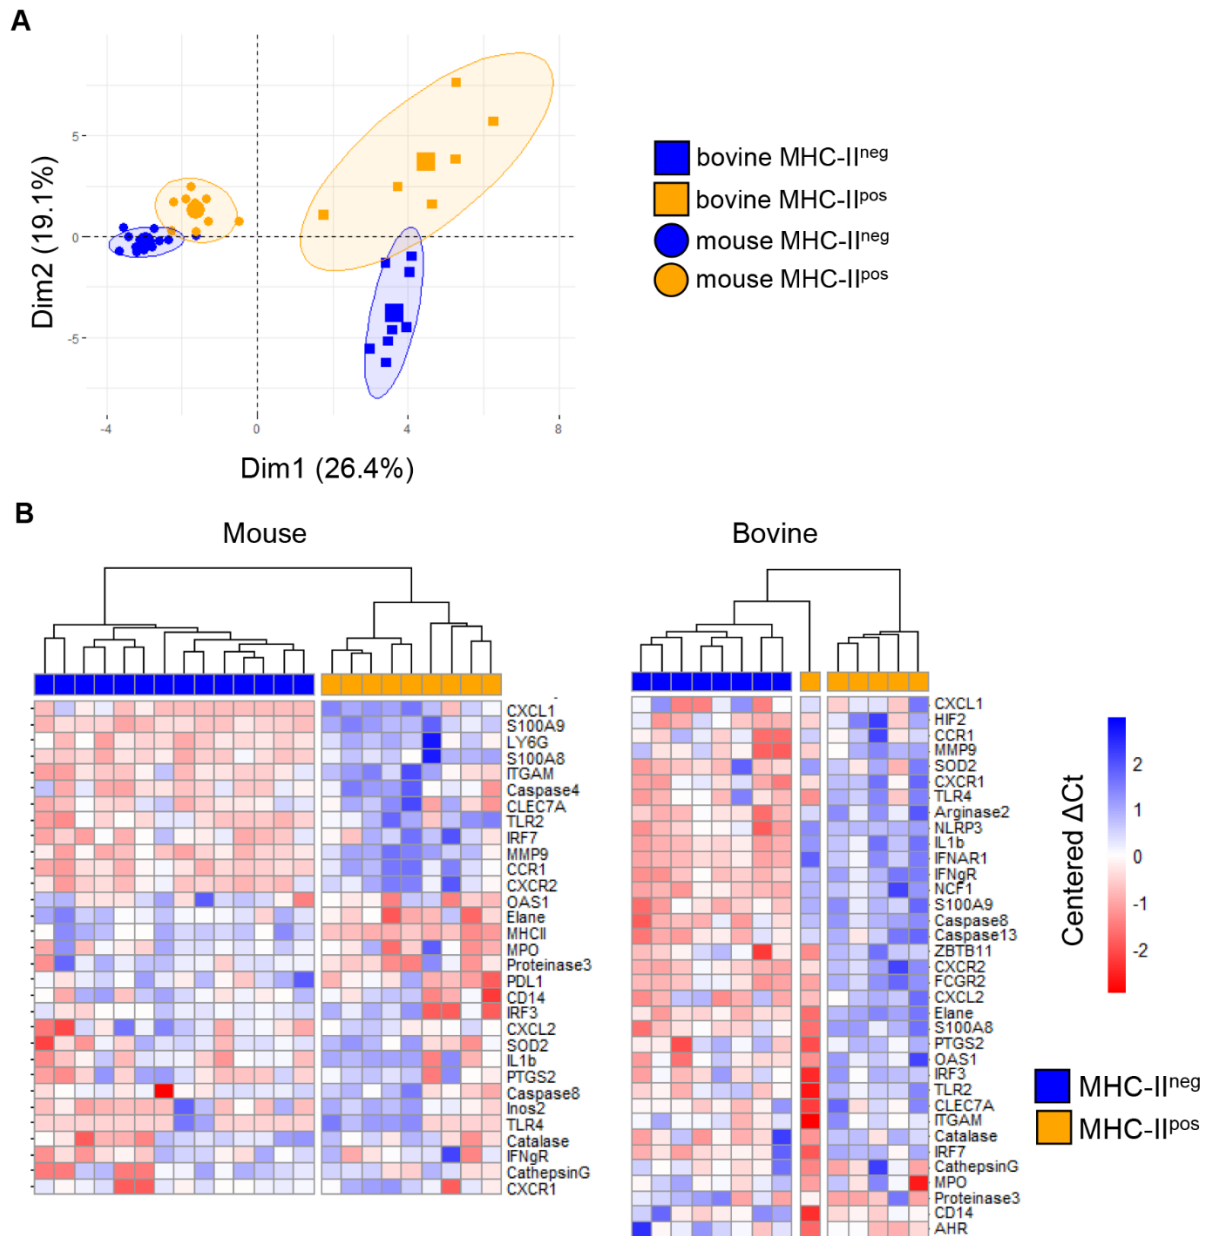 A
5
0
-5
-4
0
4
8
Dim2 (19.1%)
Dim1 (26.4%)
bovine MHC-IIneg
bovine MHC-IIpos
mouse MHC-IIneg
mouse MHC-IIpos
B
Mouse
CXCL1
S100A9
LY6G
S100A8
ITGAM
Caspase4
CLEC7A
TLR2
IRF7
MMP9
CCR1
CXCR2
OAS1
Elane
MHCII
MPO
Proteinase3
PDL1
CD14
IRF3
CXCL2
SOD2
IL1b
PTGS2
Caspase8
Inos2
TLR4
Catalase
IFNgR
CathepsinG
CXCR1
Bovine
CXCL1
HIF2
CCR1
MMP9
SOD2
CXCR1
TLR4
Arginase2
NLRP3
IL1b
IFNAR1
IFNgR
NCF1
S100A9
Caspase8
Caspase13
ZBTB11
CXCR2
FCGR2
CXCL2
Elane
S100A8
PTGS2
OAS1
IRF3
TLR2
CLEC7A
ITGAM
Catalase
IRF7
CathepsinG
MPO
Proteinase3
CD14
AHR
Centered ΔCt
2
1
0
-1
-2
MHC-IIneg
MHC-IIpos